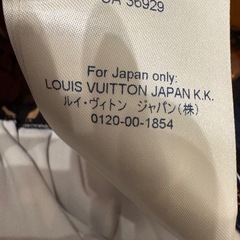 CA 36929
For Japan only:
LOUIS VUITTON JAPAN K.K.
ルイ・ヴィトン ジャパン(株)
0120-00-1854